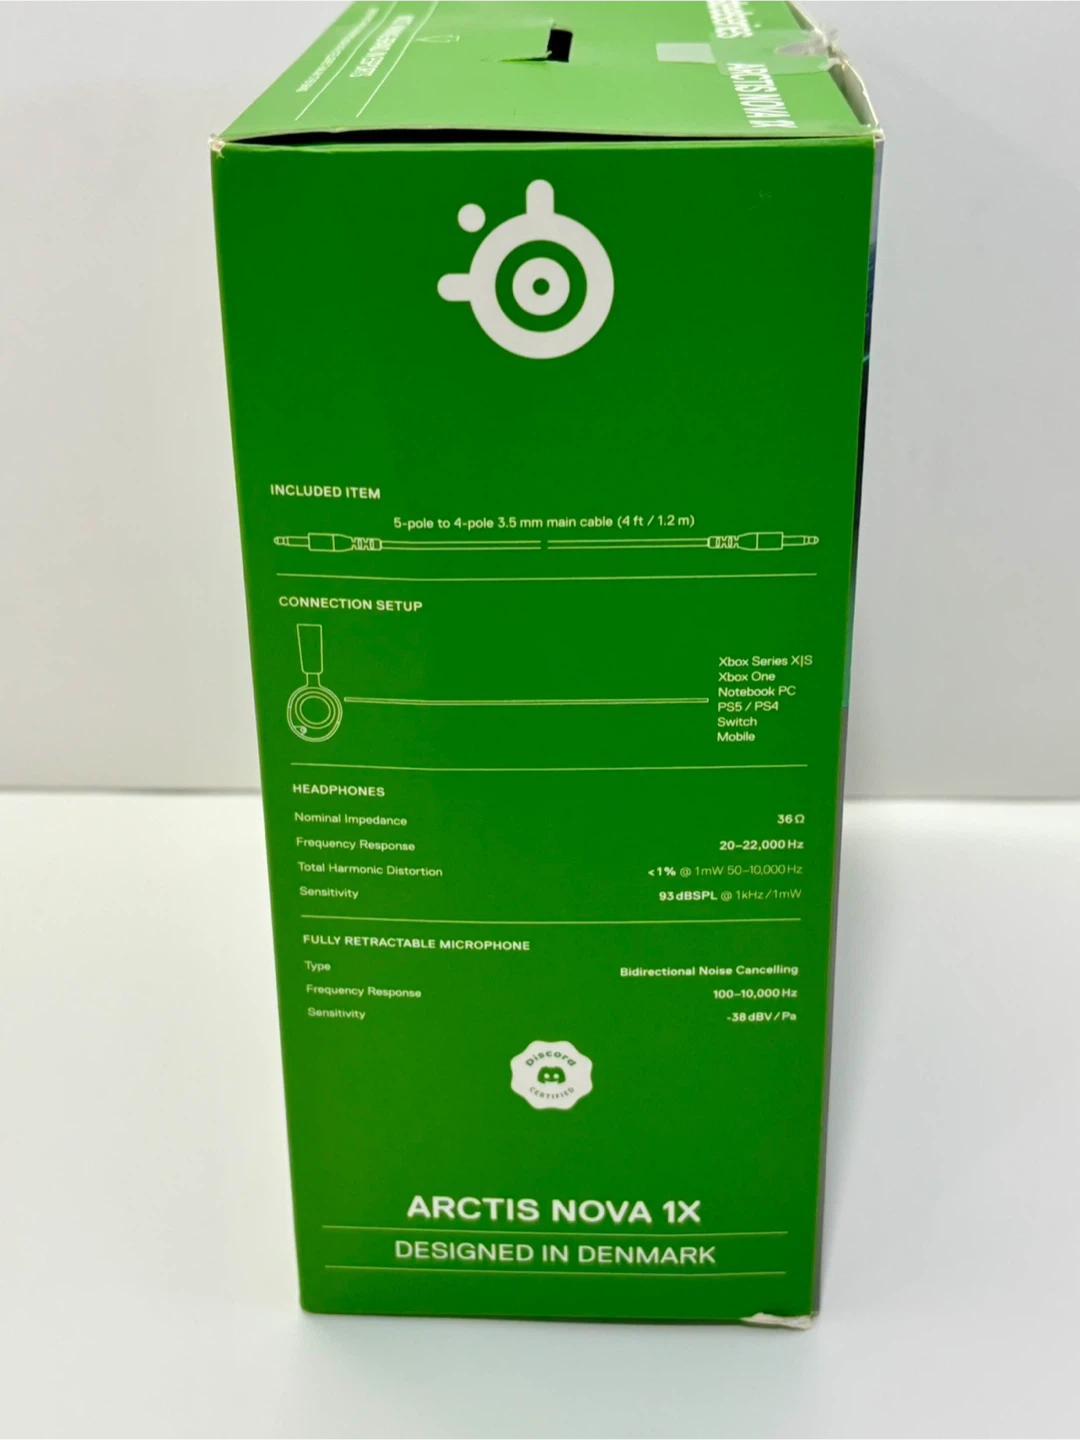 ARCTIS NOVA 1X
INCLUDED ITEM
5-pole to 4-pole 3.5 mm main cable (4 ft / 1.2 m)
CONNECTION SETUP
Xbox Series X|S
Xbox One
Notebook PC
PS5 / PS4
Switch
Mobile
HEADPHONES
Nominal Impedance 36 Ω
Frequency Response 20–22,000 Hz
Total Harmonic Distortion <1% @ 1mW 50–10,000 Hz
Sensitivity 93 dBSPL @ 1kHz/1mW
FULLY RETRACTABLE MICROPHONE
Type Bidirectional Noise Cancelling
Frequency Response 100–10,000 Hz
Sensitivity -38 dBV/Pa
Discord
CERTIFIED
ARCTIS NOVA 1X
DESIGNED IN DENMARK